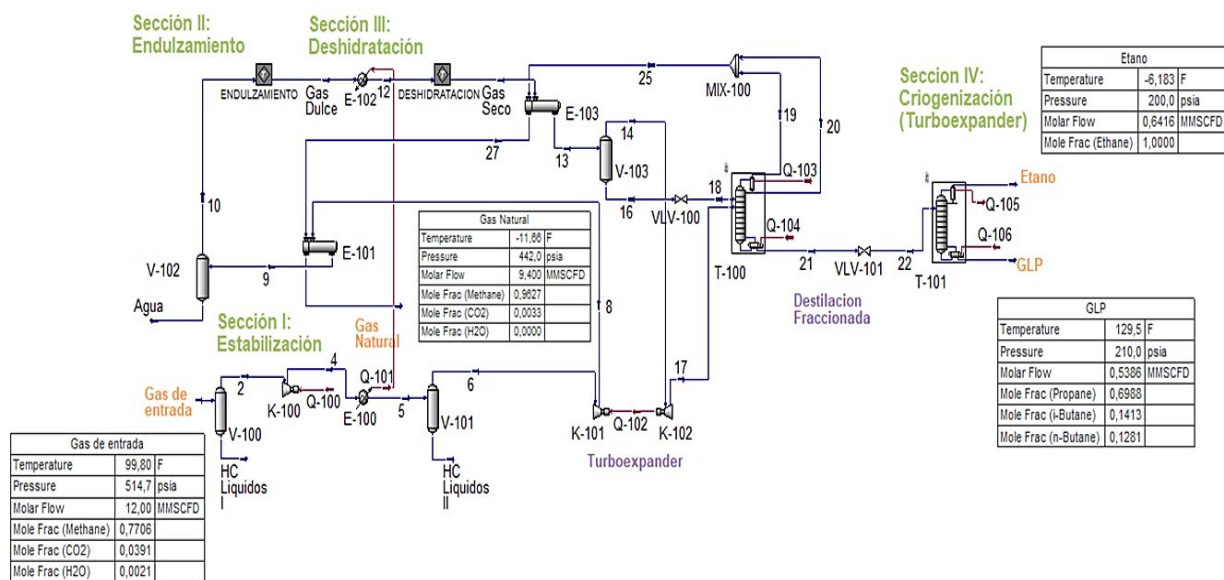 Sección II:
Endulzamiento
Sección III:
Deshidratación
ENDULZAMIENTO
Gas
Dulce
E-102
12
DESHIDRATACION
Gas
Seco
E-103
25
MIX-100
19
20
Seccion IV:
Criogenización
(Turboexpander)
Etano
Temperature -6,183 F
Pressure 200,0 psia
Molar Flow 0,6416 MMSCFD
Mole Frac (Ethane) 1,0000
27
13
14
V-103
16
VLV-100
18
Q-103
Q-104
T-100
21
VLV-101
22
Etano
Q-105
Q-106
GLP
T-101
10
V-102
Agua
9
E-101
Gas Natural
Temperature -11,66 F
Pressure 442,0 psia
Molar Flow 9,400 MMSCFD
Mole Frac (Methane) 0,9627
Mole Frac (CO2) 0,0033
Mole Frac (H2O) 0,0000
8
Destilacion
Fraccionada
Sección I:
Estabilización
Gas
Natural
Gas de
entrada
2
V-100
HC
Liquidos
I
K-100
4
Q-100
E-100
Q-101
5
6
V-101
HC
Liquidos
II
K-101
Q-102
K-102
17
Turboexpander
GLP
Temperature 129,5 F
Pressure 210,0 psia
Molar Flow 0,5386 MMSCFD
Mole Frac (Propane) 0,6988
Mole Frac (i-Butane) 0,1413
Mole Frac (n-Butane) 0,1281
Gas de entrada
Temperature 99,80 F
Pressure 514,7 psia
Molar Flow 12,00 MMSCFD
Mole Frac (Methane) 0,7706
Mole Frac (CO2) 0,0391
Mole Frac (H2O) 0,0021